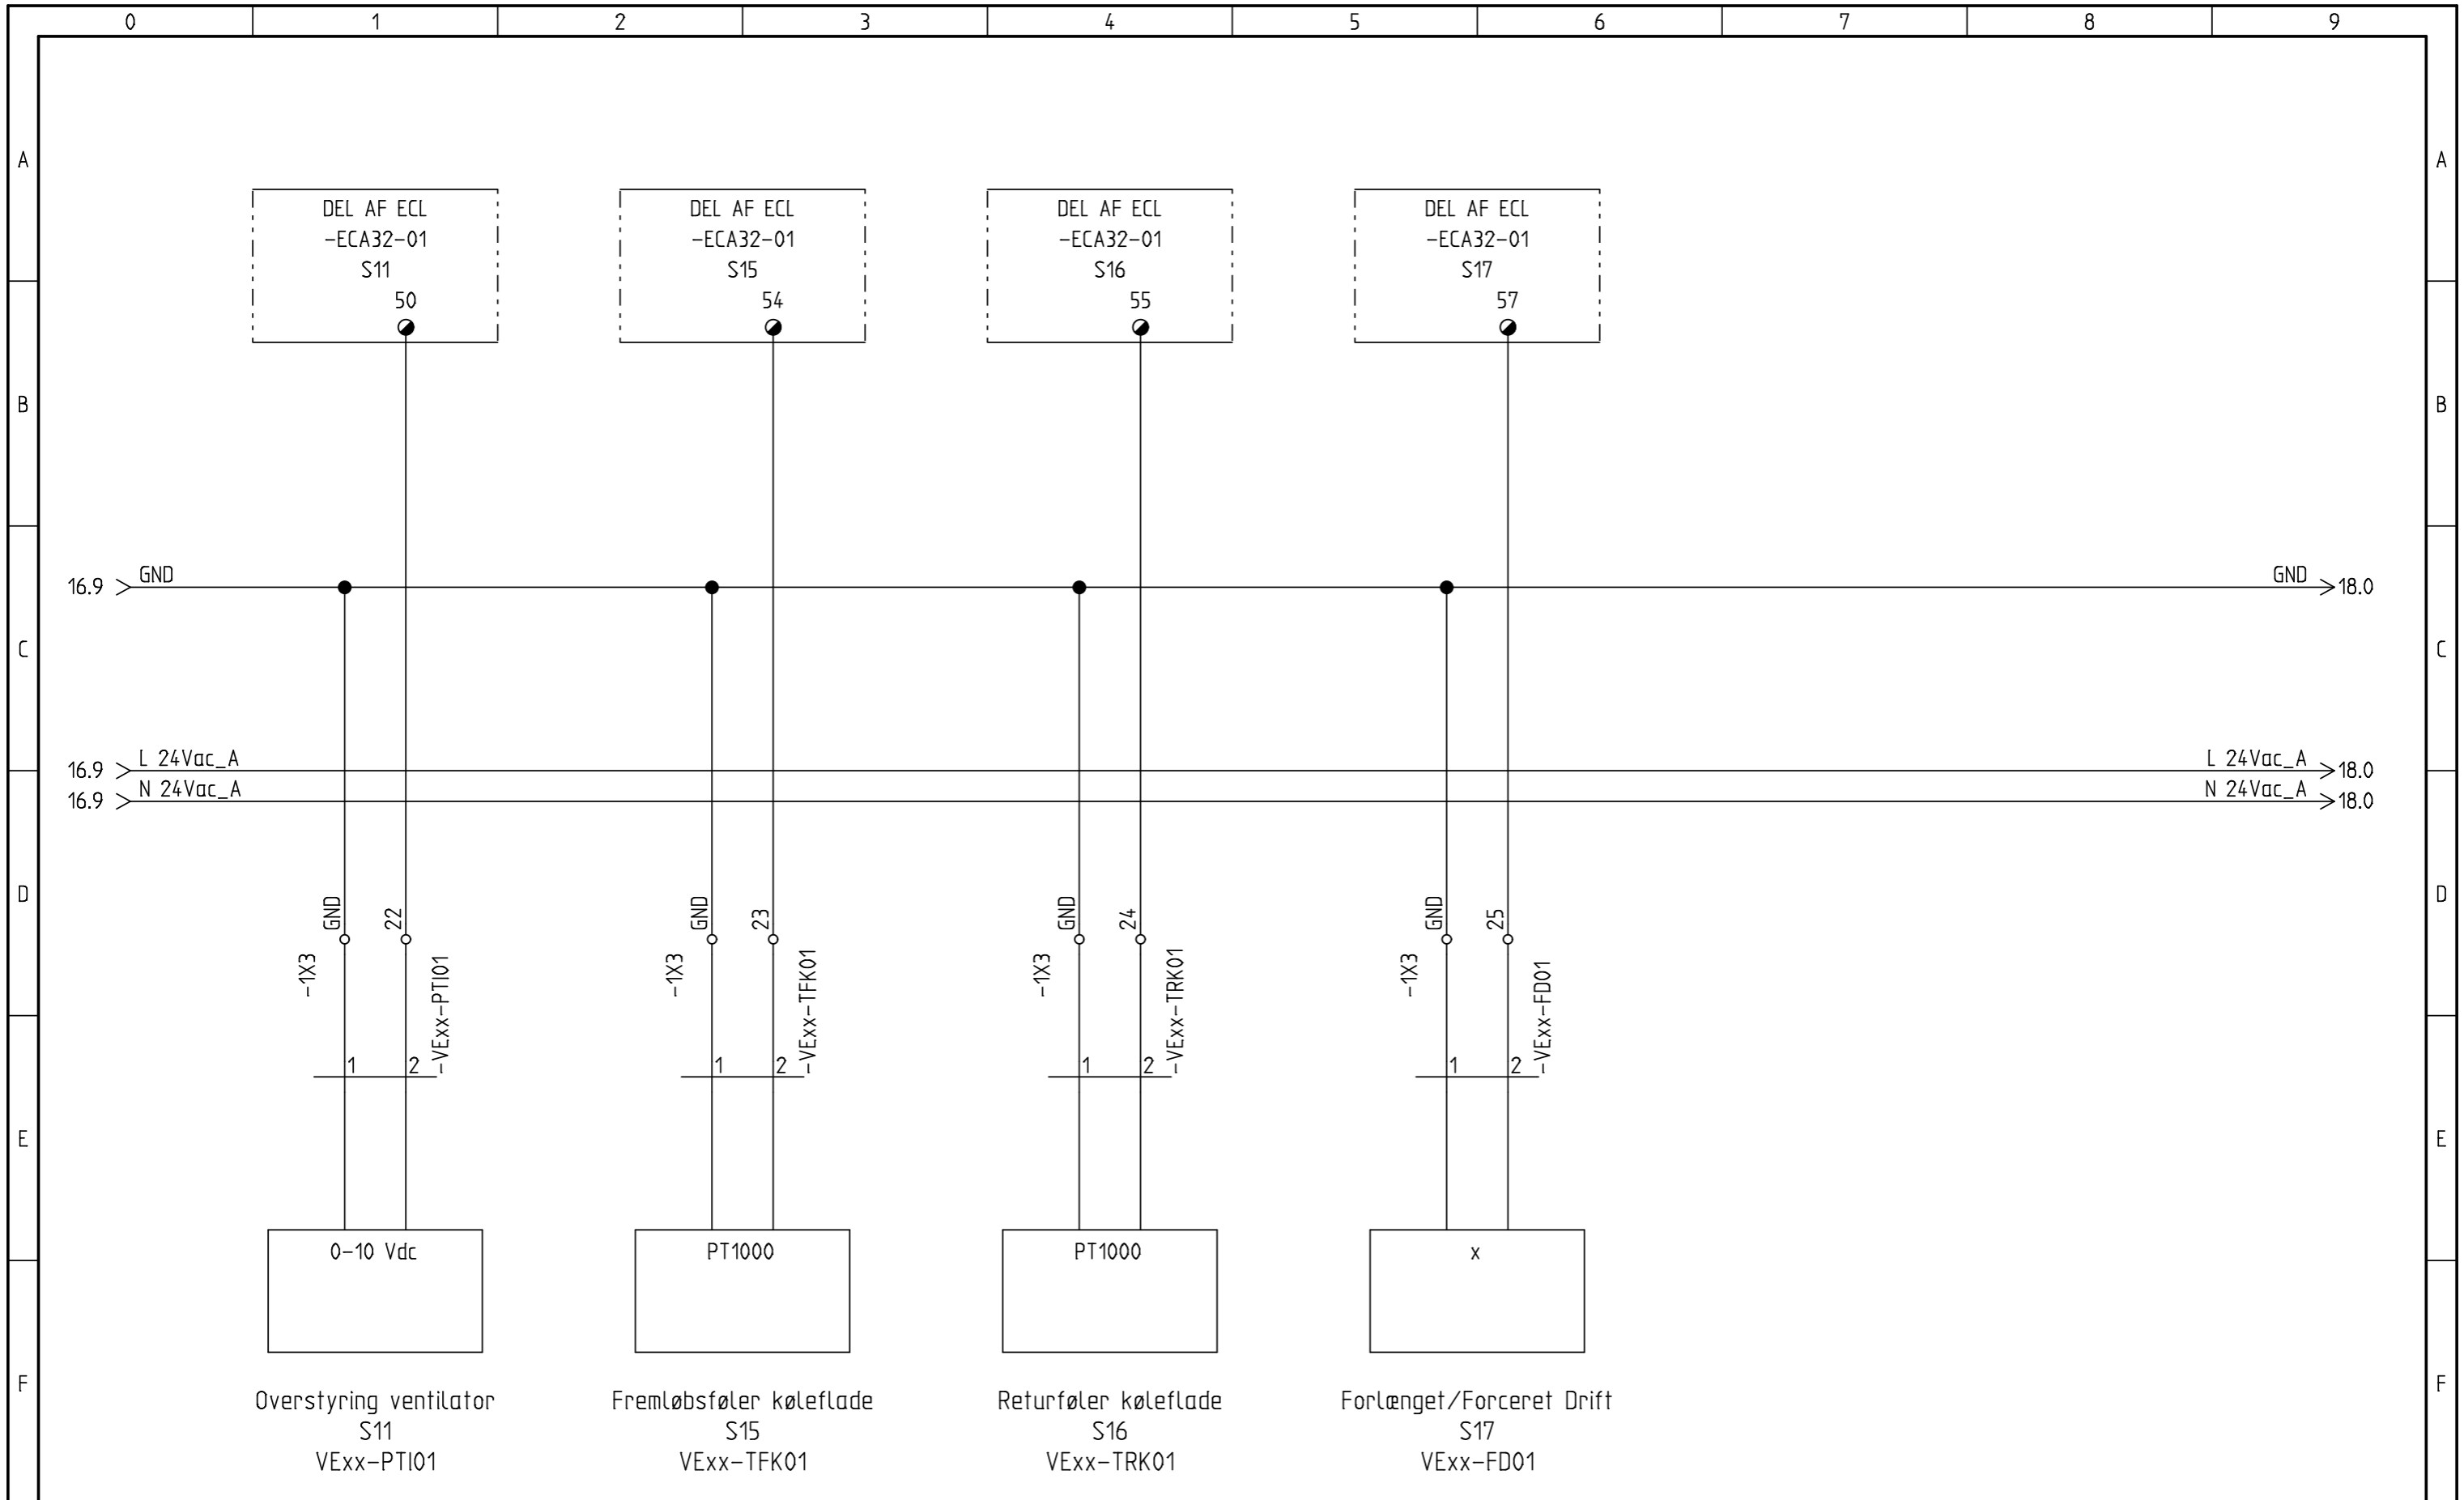 0 1 2 3 4 5 6 7 8 9
A A
DEL AF ECL DEL AF ECL DEL AF ECL DEL AF ECL
-ECA32-01 -ECA32-01 -ECA32-01 -ECA32-01
S11 S15 S16 S17
50 54 55 57
B B
GND GND
16.9 18.0
C C
L 24Vac_A L 24Vac_A
16.9 18.0
N 24Vac_A N 24Vac_A
16.9 18.0
D D
GND 22 GND 23 GND 24 GND 25
-1X3 -VExx-PTI01 -1X3 -VExx-TFK01 -1X3 -VExx-TRK01 -1X3 -VExx-FD01
1 2 1 2 1 2 1 2
E E
0-10 Vdc PT1000 PT1000 x
F F
Overstyring ventilator Fremløbsføler køleflade Returføler køleflade Forlænget/Forceret Drift
S11 S15 S16 S17
VExx-PTI01 VExx-TFK01 VExx-TRK01 VExx-FD01